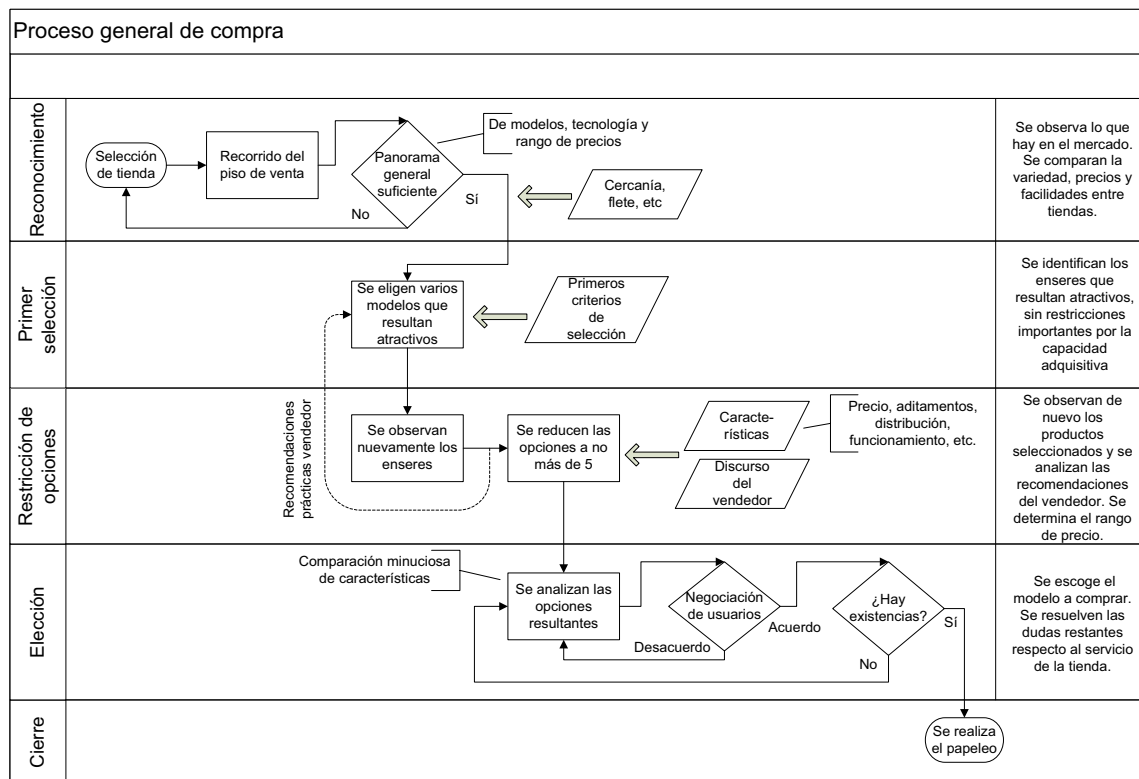 Proceso general de compra
Reconocimiento
Selección
de tienda
Recorrido del
piso de venta
Panorama
general
suficiente
No
Sí
De modelos, tecnología y
rango de precios
Cercanía,
flete, etc
Se observa lo que
hay en el mercado.
Se comparan la
variedad, precios y
facilidades entre
tiendas.
Primer
selección
Se eligen varios
modelos que
resultan
atractivos
Primeros
criterios
de
selección
Se identifican los
enseres que
resultan atractivos,
sin restricciones
importantes por la
capacidad
adquisitiva
Restricción de
opciones
Recomendaciones
prácticas vendedor
Se observan
nuevamente los
enseres
Se reducen las
opciones a no
más de 5
Caracte-
rísticas
Discurso
del
vendedor
Precio, aditamentos,
distribución,
funcionamiento, etc.
Se observan de
nuevo los
productos
seleccionados y se
analizan las
recomendaciones
del vendedor. Se
determina el rango
de precio.
Elección
Comparación minuciosa
de características
Se analizan las
opciones
resultantes
Negociación
de usuarios
Desacuerdo
Acuerdo
¿Hay
existencias?
No
Sí
Se escoge el
modelo a comprar.
Se resuelven las
dudas restantes
respecto al servicio
de la tienda.
Cierre
Se realiza
el papeleo